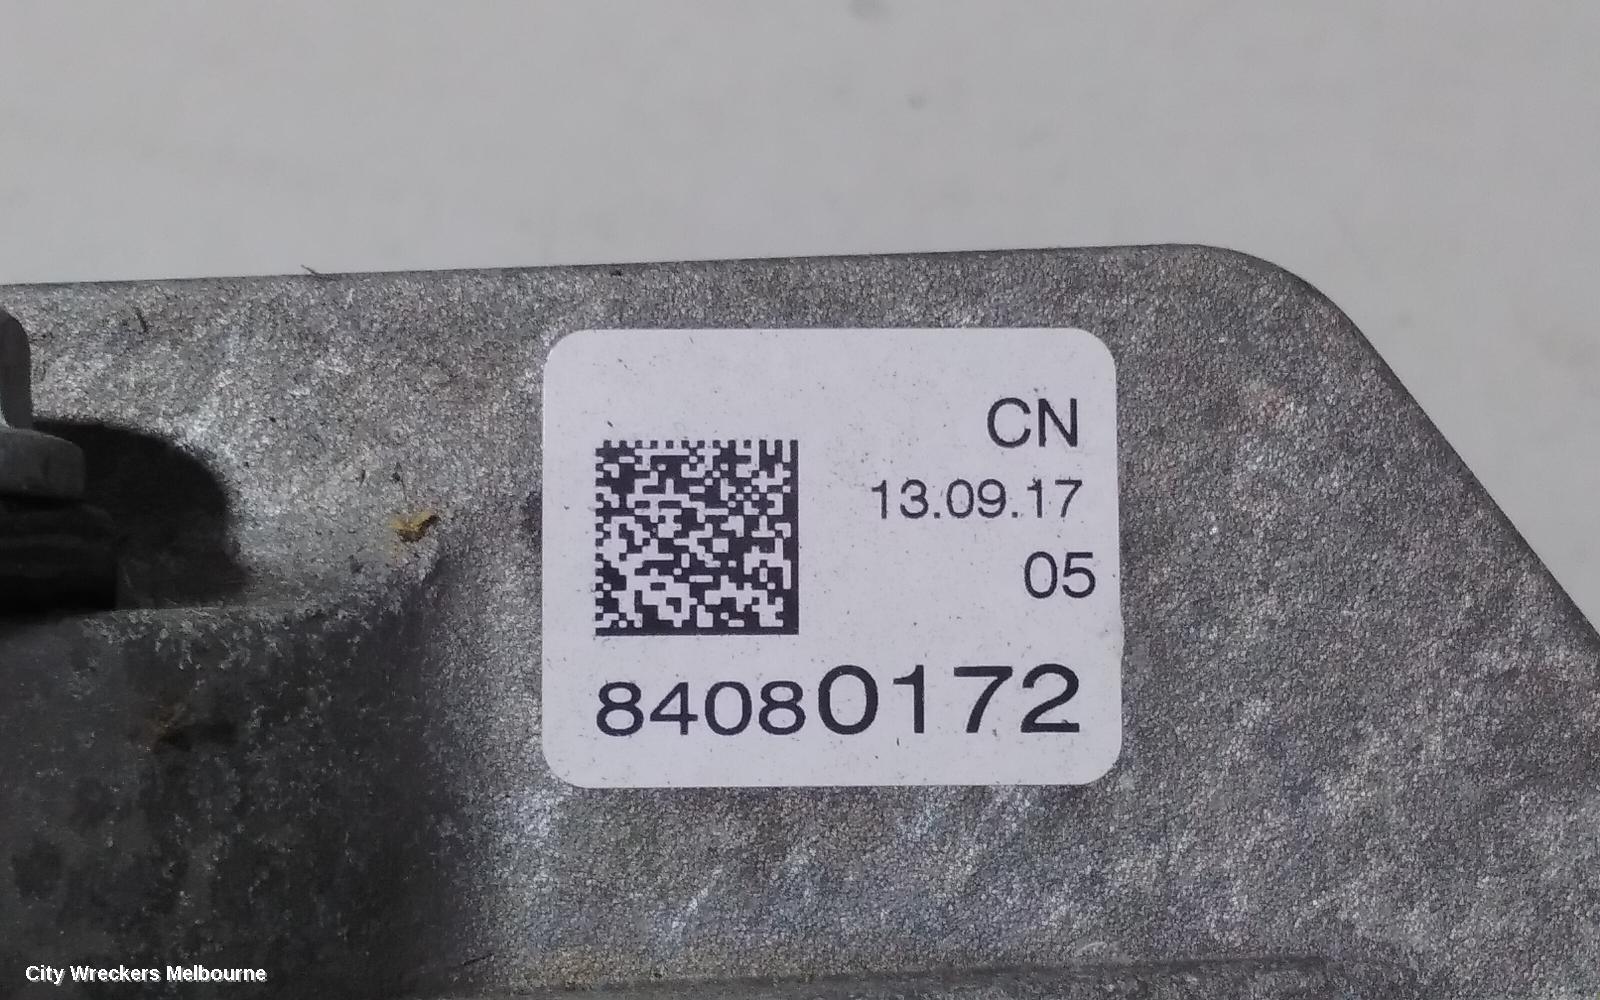 CN
13.09.17
05
84080172
City Wreckers Melbourne